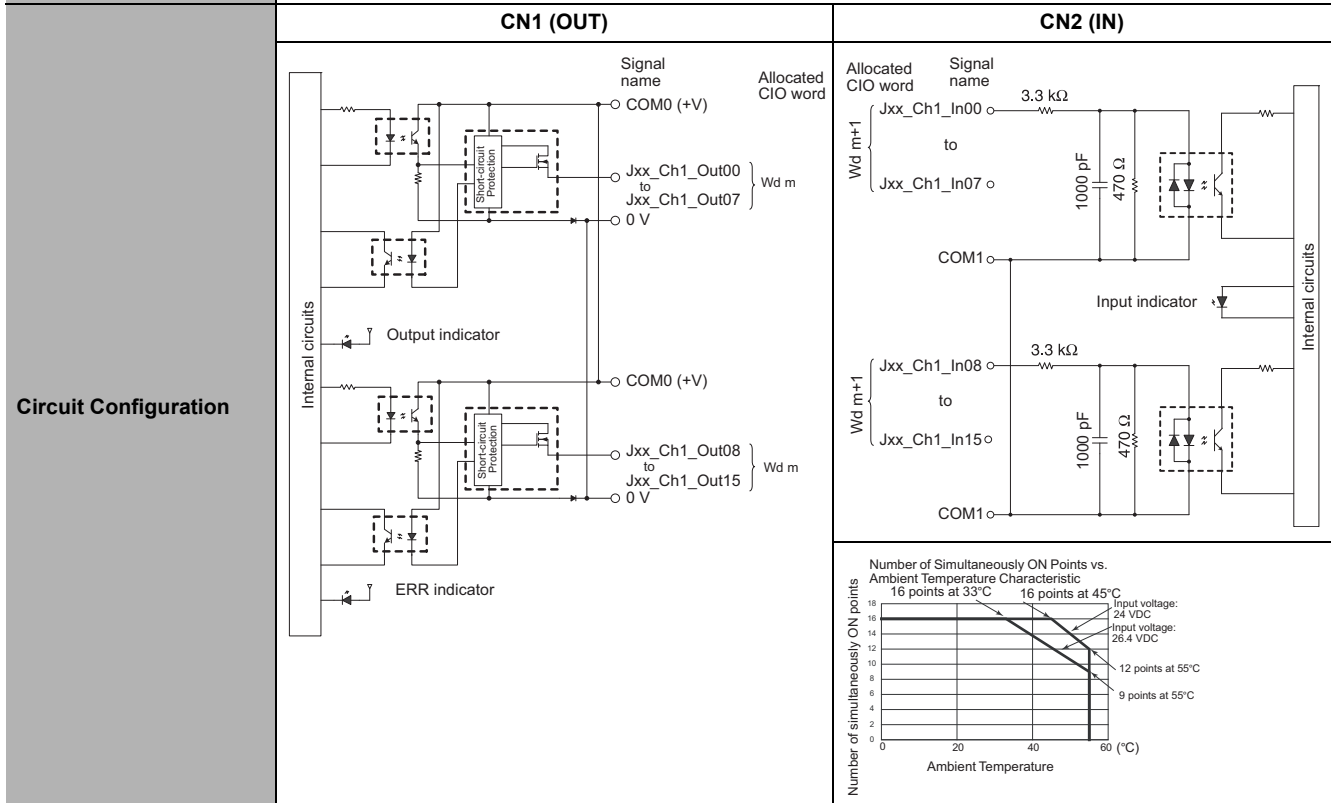 CN1 (OUT)
CN2 (IN)
Circuit Configuration
Signal
name
Allocated
CIO word
COM0 (+V)
Short-circuit
Protection
Jxx_Ch1_Out00
to
Jxx_Ch1_Out07
Wd m
0 V
Internal circuits
Output indicator
COM0 (+V)
Short-circuit
Protection
Jxx_Ch1_Out08
to
Jxx_Ch1_Out15
Wd m
0 V
ERR indicator
Allocated
CIO word
Signal
name
Wd m+1
Jxx_Ch1_In00
3.3 kΩ
to
Jxx_Ch1_In07
1000 pF
470 Ω
COM1
Input indicator
Internal circuits
Wd m+1
Jxx_Ch1_In08
3.3 kΩ
to
Jxx_Ch1_In15
1000 pF
470 Ω
COM1
Number of Simultaneously ON Points vs.
Ambient Temperature Characteristic
16 points at 33°C
16 points at 45°C
Input voltage:
24 VDC
Input voltage:
26.4 VDC
12 points at 55°C
9 points at 55°C
Number of simultaneously ON points
18
16
14
12
10
8
6
4
2
0
0 20 40 60 (°C)
Ambient Temperature